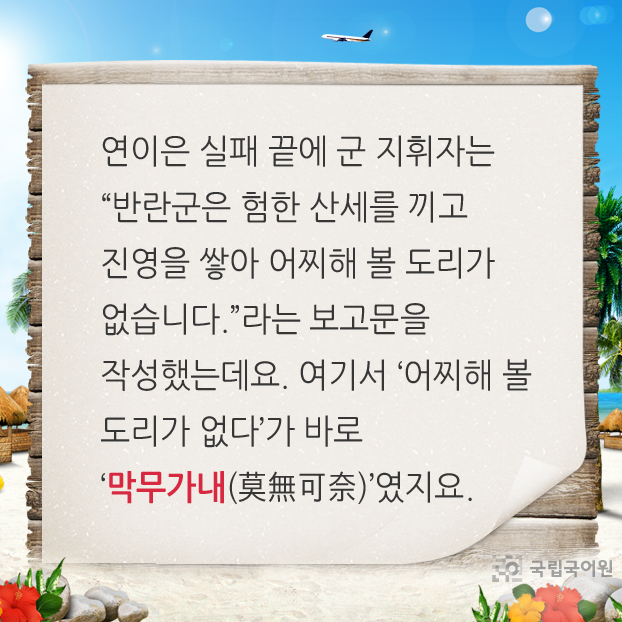 연이은 실패 끝에 군 지휘자는
“반란군은 험한 산세를 끼고
진영을 쌓아 어찌해 볼 도리가
없습니다.”라는 보고문을
작성했는데요. 여기서 ‘어찌해 볼
도리가 없다’가 바로
‘막무가내(莫無可奈)’였지요.
국립국어원